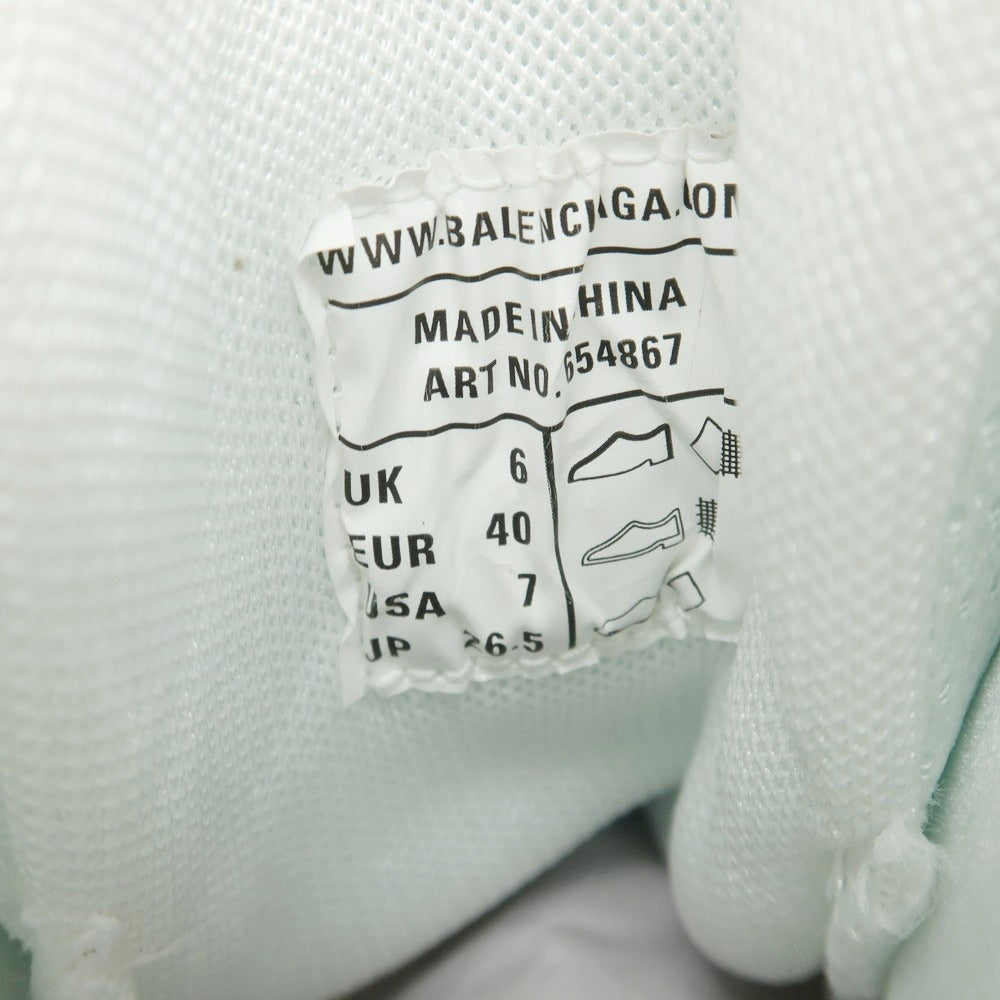 WWW.BALENCIAGA.COM
MADE IN CHINA
ART NO. 654867
UK 6
EUR 40
USA 7
JP 26.5